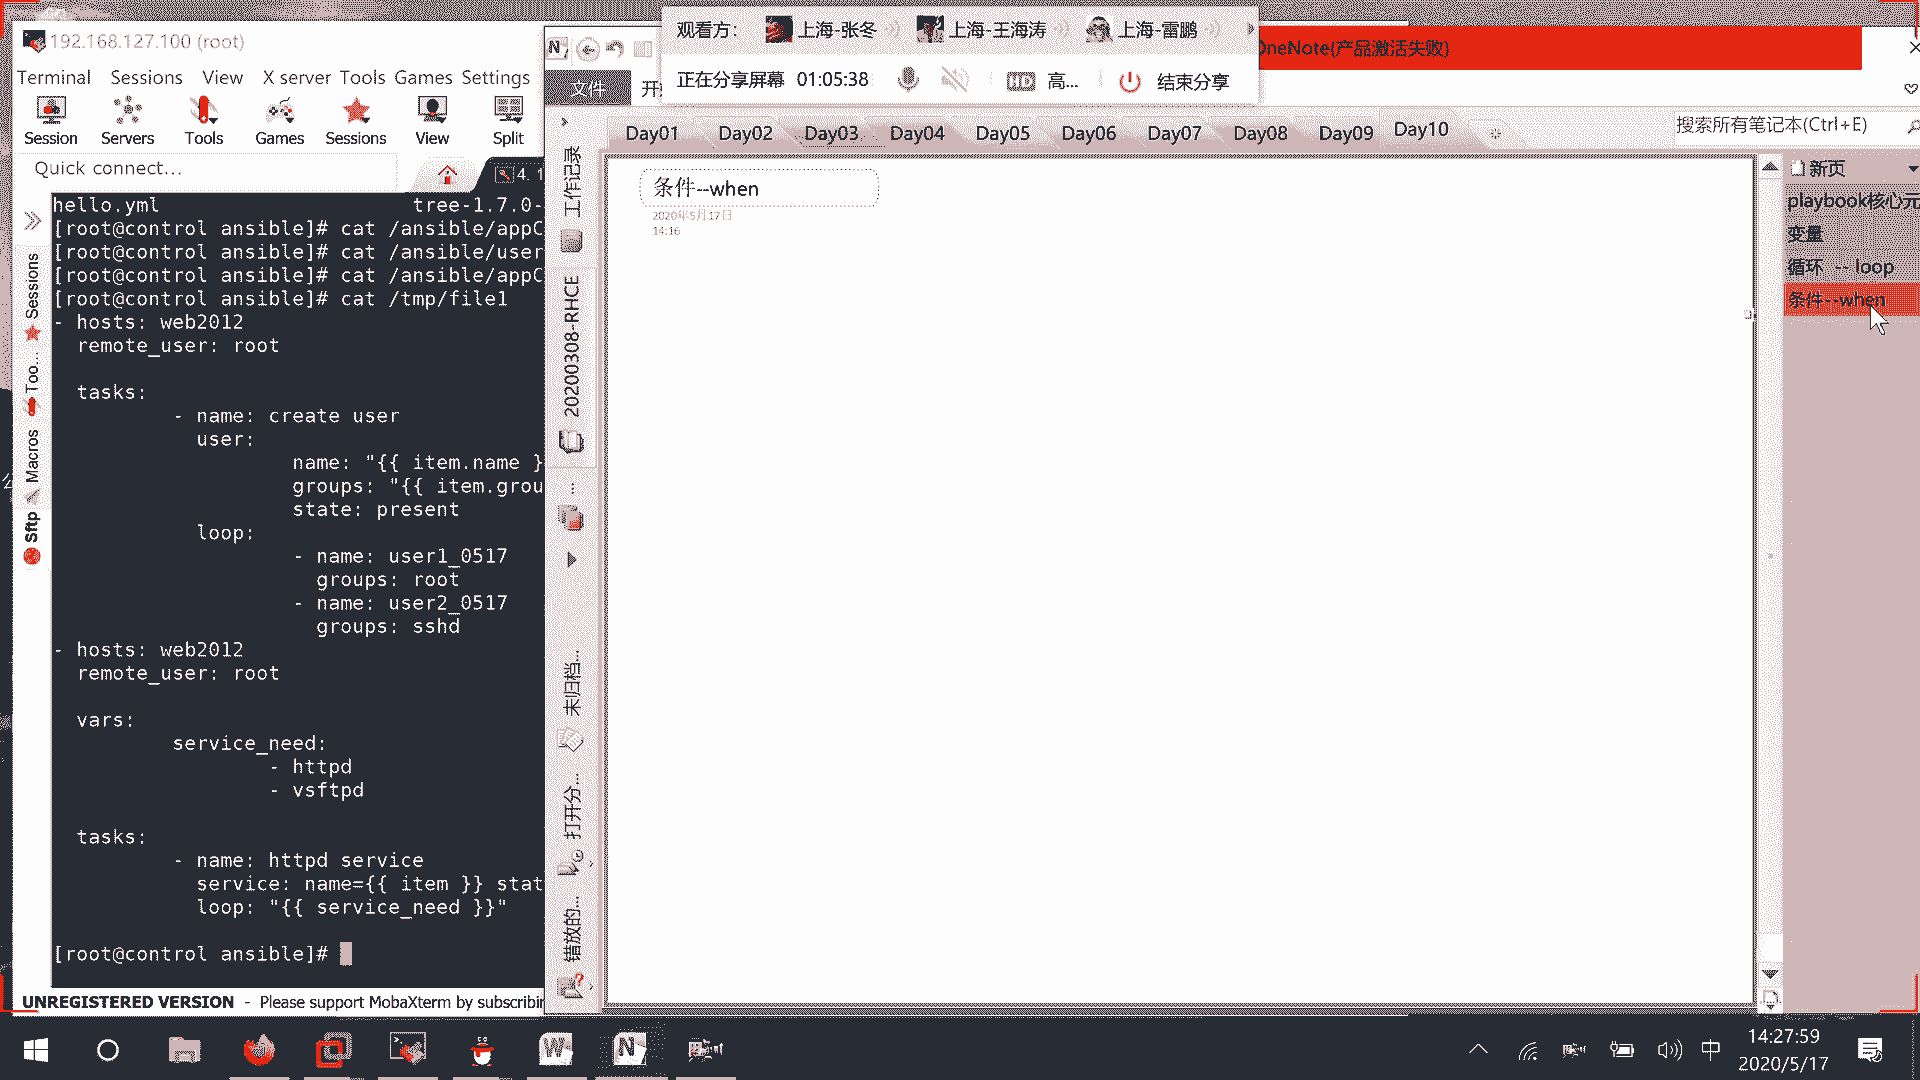 192.168.127.100 (root)
Terminal Sessions View X server Tools Games Settings
Session Servers Tools Games Sessions View Split
Quick connect...
4. 1
Sessions
Too...
Macros
Sftp
hello.yml tree-1.7.0-
[root@control ansible]# cat /ansible/appC
[root@control ansible]# cat /ansible/user
[root@control ansible]# cat /ansible/appC
[root@control ansible]# cat /tmp/file1
- hosts: web2012
remote_user: root
tasks:
- name: create user
user:
name: "{{ item.name }
groups: "{{ item.grou
state: present
loop:
- name: user1_0517
groups: root
- name: user2_0517
groups: sshd
- hosts: web2012
remote_user: root
vars:
service_need:
- httpd
- vsftpd
tasks:
- name: httpd service
service: name={{ item }} stat
loop: "{{ service_need }}"
[root@control ansible]#
UNREGISTERED VERSION - Please support MobaXterm by subscribin
观看方： 上海-张冬 上海-王海涛 上海-雷鹏
正在分享屏幕 01:05:38 HD 高... 结束分享
OneNote(产品激活失败)
文件 开
Day01 Day02 Day03 Day04 Day05 Day06 Day07 Day08 Day09 Day10
搜索所有笔记本(Ctrl+E)
工作记录
20200308-RHCE
...
未归档...
打开分...
错放的...
条件--when
2020年5月17日
14:16
新页
playbook核心元
变量
循环 -- loop
条件--when
中
14:27:59
2020/5/17